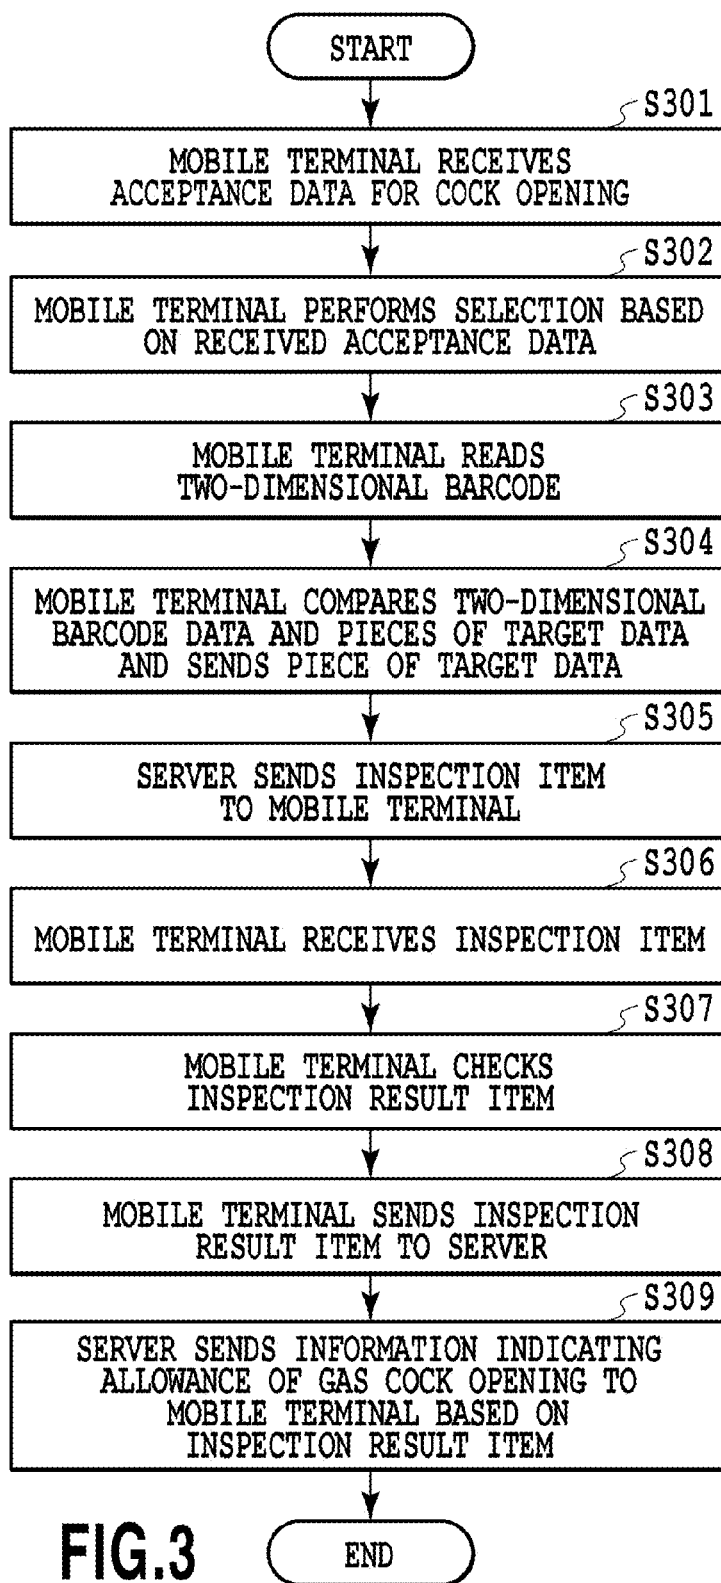 START
S301
MOBILE TERMINAL RECEIVES
ACCEPTANCE DATA FOR COCK OPENING
S302
MOBILE TERMINAL PERFORMS SELECTION BASED
ON RECEIVED ACCEPTANCE DATA
S303
MOBILE TERMINAL READS
TWO-DIMENSIONAL BARCODE
S304
MOBILE TERMINAL COMPARES TWO-DIMENSIONAL
BARCODE DATA AND PIECES OF TARGET DATA
AND SENDS PIECE OF TARGET DATA
S305
SERVER SENDS INSPECTION ITEM
TO MOBILE TERMINAL
S306
MOBILE TERMINAL RECEIVES INSPECTION ITEM
S307
MOBILE TERMINAL CHECKS
INSPECTION RESULT ITEM
S308
MOBILE TERMINAL SENDS INSPECTION
RESULT ITEM TO SERVER
S309
SERVER SENDS INFORMATION INDICATING
ALLOWANCE OF GAS COCK OPENING TO
MOBILE TERMINAL BASED ON
INSPECTION RESULT ITEM
FIG.3
END